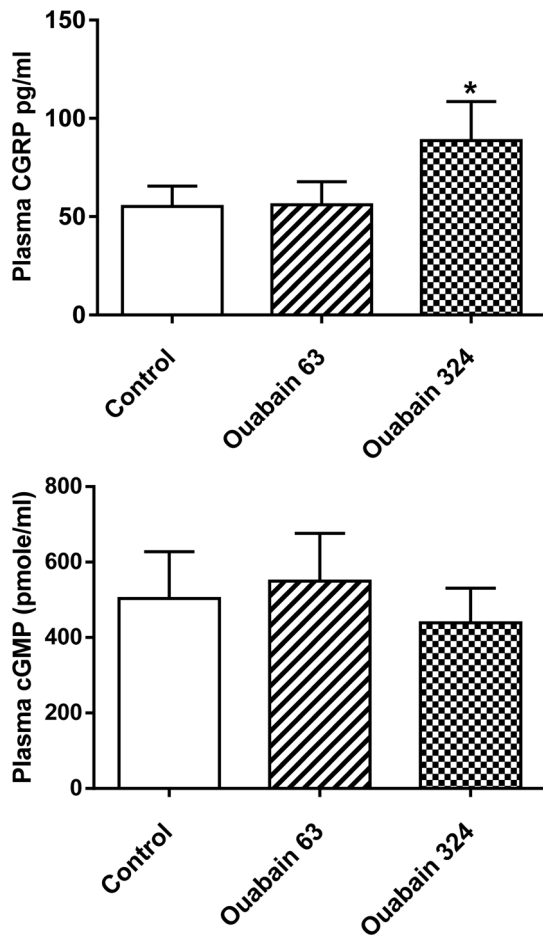 Plasma CGRP pg/ml
150
100
50
0
*
Control
Ouabain 63
Ouabain 324
Plasma cGMP (pmole/ml)
800
600
400
200
0
Control
Ouabain 63
Ouabain 324